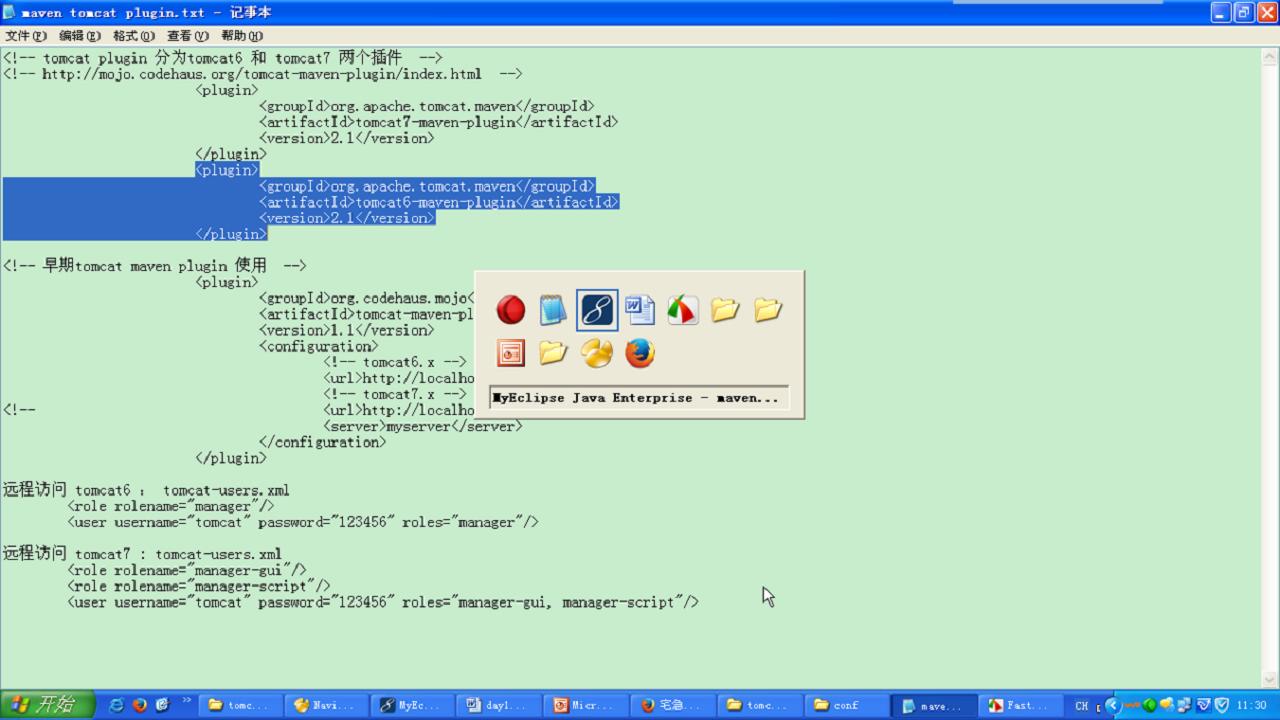 maven tomcat plugin.txt - 记事本
文件(F) 编辑(E) 格式(O) 查看(V) 帮助(H)
<!-- tomcat plugin 分为tomcat6 和 tomcat7 两个插件 -->
<!-- http://mojo.codehaus.org/tomcat-maven-plugin/index.html -->
<plugin>
<groupId>org.apache.tomcat.maven</groupId>
<artifactId>tomcat7-maven-plugin</artifactId>
<version>2.1</version>
</plugin>
<plugin>
<groupId>org.apache.tomcat.maven</groupId>
<artifactId>tomcat6-maven-plugin</artifactId>
<version>2.1</version>
</plugin>
<!-- 早期tomcat maven plugin 使用 -->
<plugin>
<groupId>org.codehaus.mojo<
<artifactId>tomcat-maven-pl
<version>1.1</version>
<configuration>
<!-- tomcat6.x -->
<url>http://localho
<!-- tomcat7.x -->
<!-- <url>http://localho
<server>myserver</server>
</configuration>
</plugin>
MyEclipse Java Enterprise - maven...
远程访问 tomcat6 : tomcat-users.xml
<role rolename="manager"/>
<user username="tomcat" password="123456" roles="manager"/>
远程访问 tomcat7 : tomcat-users.xml
<role rolename="manager-gui"/>
<role rolename="manager-script"/>
<user username="tomcat" password="123456" roles="manager-gui, manager-script"/>
开始 tomc... Navi... MyEc... day1... Micr... 宅急... tomc... conf mave... Fast... CH 11:30